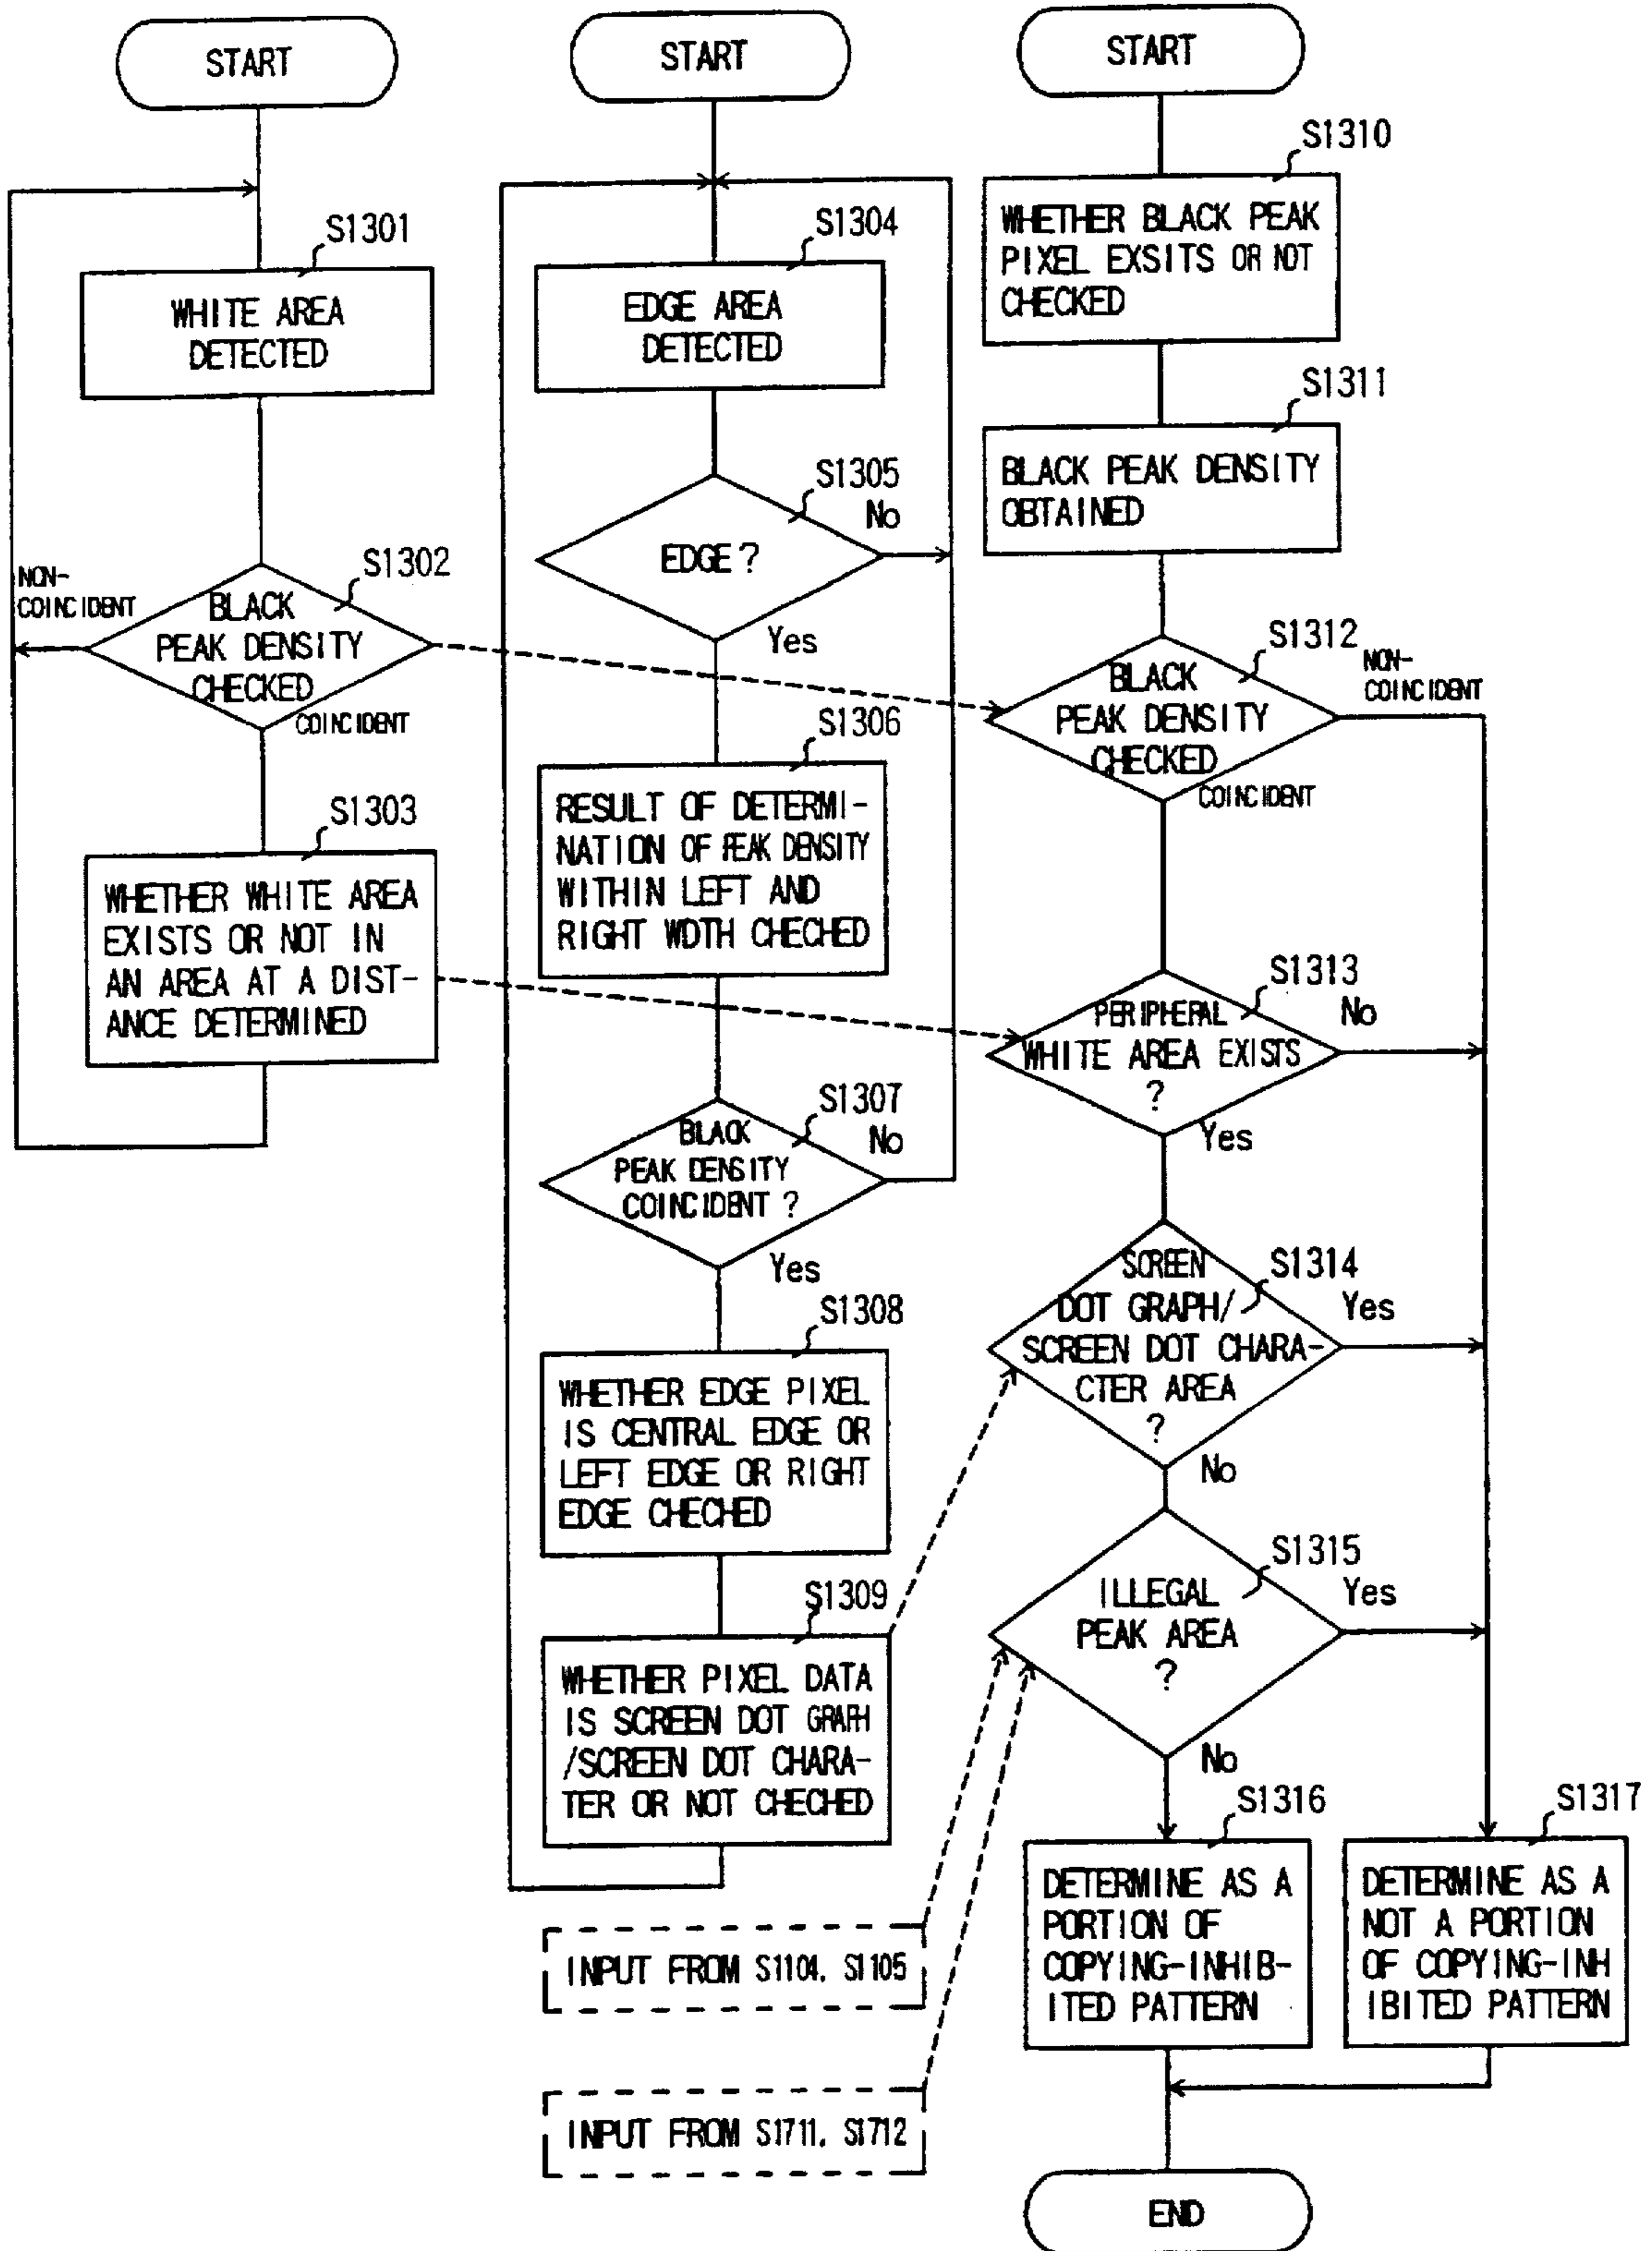 START
S1301
WHITE AREA
DETECTED
S1302
NON-
COINCIDENT
BLACK
PEAK DENSITY
CHECKED
COINCIDENT
S1303
WHETHER WHITE AREA
EXISTS OR NOT IN
AN AREA AT A DIST-
ANCE DETERMINED
START
S1304
EDGE AREA
DETECTED
S1305
No
EDGE?
Yes
S1306
RESULT OF DETERMI-
NATION OF PEAK DENSITY
WITHIN LEFT AND
RIGHT WDTH CHECHED
S1307
No
BLACK
PEAK DENSITY
COINCIDENT ?
Yes
S1308
WHETHER EDGE PIXEL
IS CENTRAL EDGE OR
LEFT EDGE OR RIGHT
EDGE CHECHED
S1309
WHETHER PIXEL DATA
IS SCREEN DOT GRAPH
/SCREEN DOT CHARA-
TER OR NOT CHECHED
INPUT FROM S1104. S1105
INPUT FROM S1711. S1712
START
S1310
WHETHER BLACK PEAK
PIXEL EXSITS OR NOT
CHECKED
S1311
BLACK PEAK DENSITY
OBTAINED
S1312
NON-
COINCIDENT
BLACK
PEAK DENSITY
CHECKED
COINCIDENT
S1313
No
PERIPHERAL
WHITE AREA EXISTS
?
Yes
S1314
Yes
SCREEN
DOT GRAPH/
SCREEN DOT CHARA-
CTER AREA
?
No
S1315
Yes
ILLEGAL
PEAK AREA
?
No
S1316
DETERMINE AS A
PORTION OF
COPYING-INHIB-
ITED PATTERN
S1317
DETERMINE AS A
NOT A PORTION
OF COPYING-INH
IBITED PATTERN
END